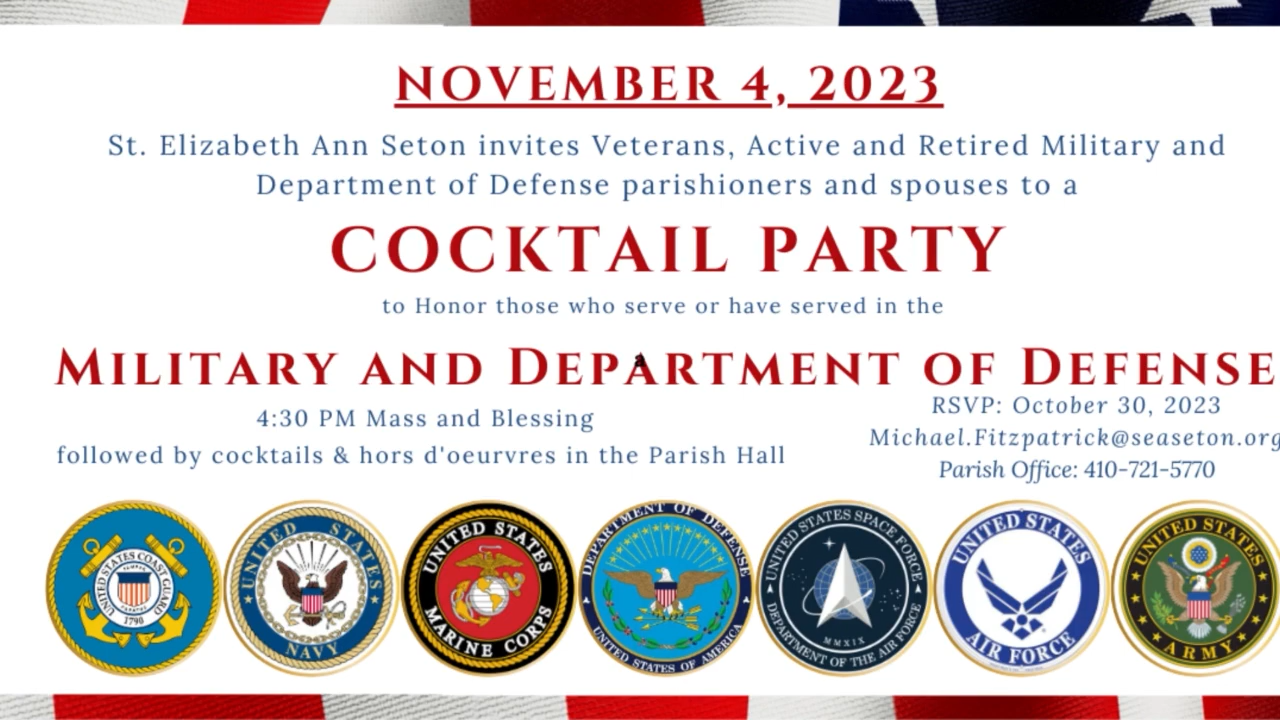 NOVEMBER 4, 2023
St. Elizabeth Ann Seton invites Veterans, Active and Retired Military and
Department of Defense parishioners and spouses to a
COCKTAIL PARTY
to Honor those who serve or have served in the
MILITARY AND DEPARTMENT OF DEFENSE
4:30 PM Mass and Blessing
followed by cocktails & hors d'oeurvres in the Parish Hall
RSVP: October 30, 2023
Michael.Fitzpatrick@seaseton.org
Parish Office: 410-721-5770
UNITED STATES COAST GUARD
1790
UNITED STATES
NAVY
UNITED STATES
MARINE CORPS
DEPARTMENT OF DEFENSE
UNITED STATES OF AMERICA
UNITED STATES SPACE FORCE
MMXIX
DEPARTMENT OF THE AIR FORCE
UNITED STATES
AIR FORCE
UNITED STATES
ARMY